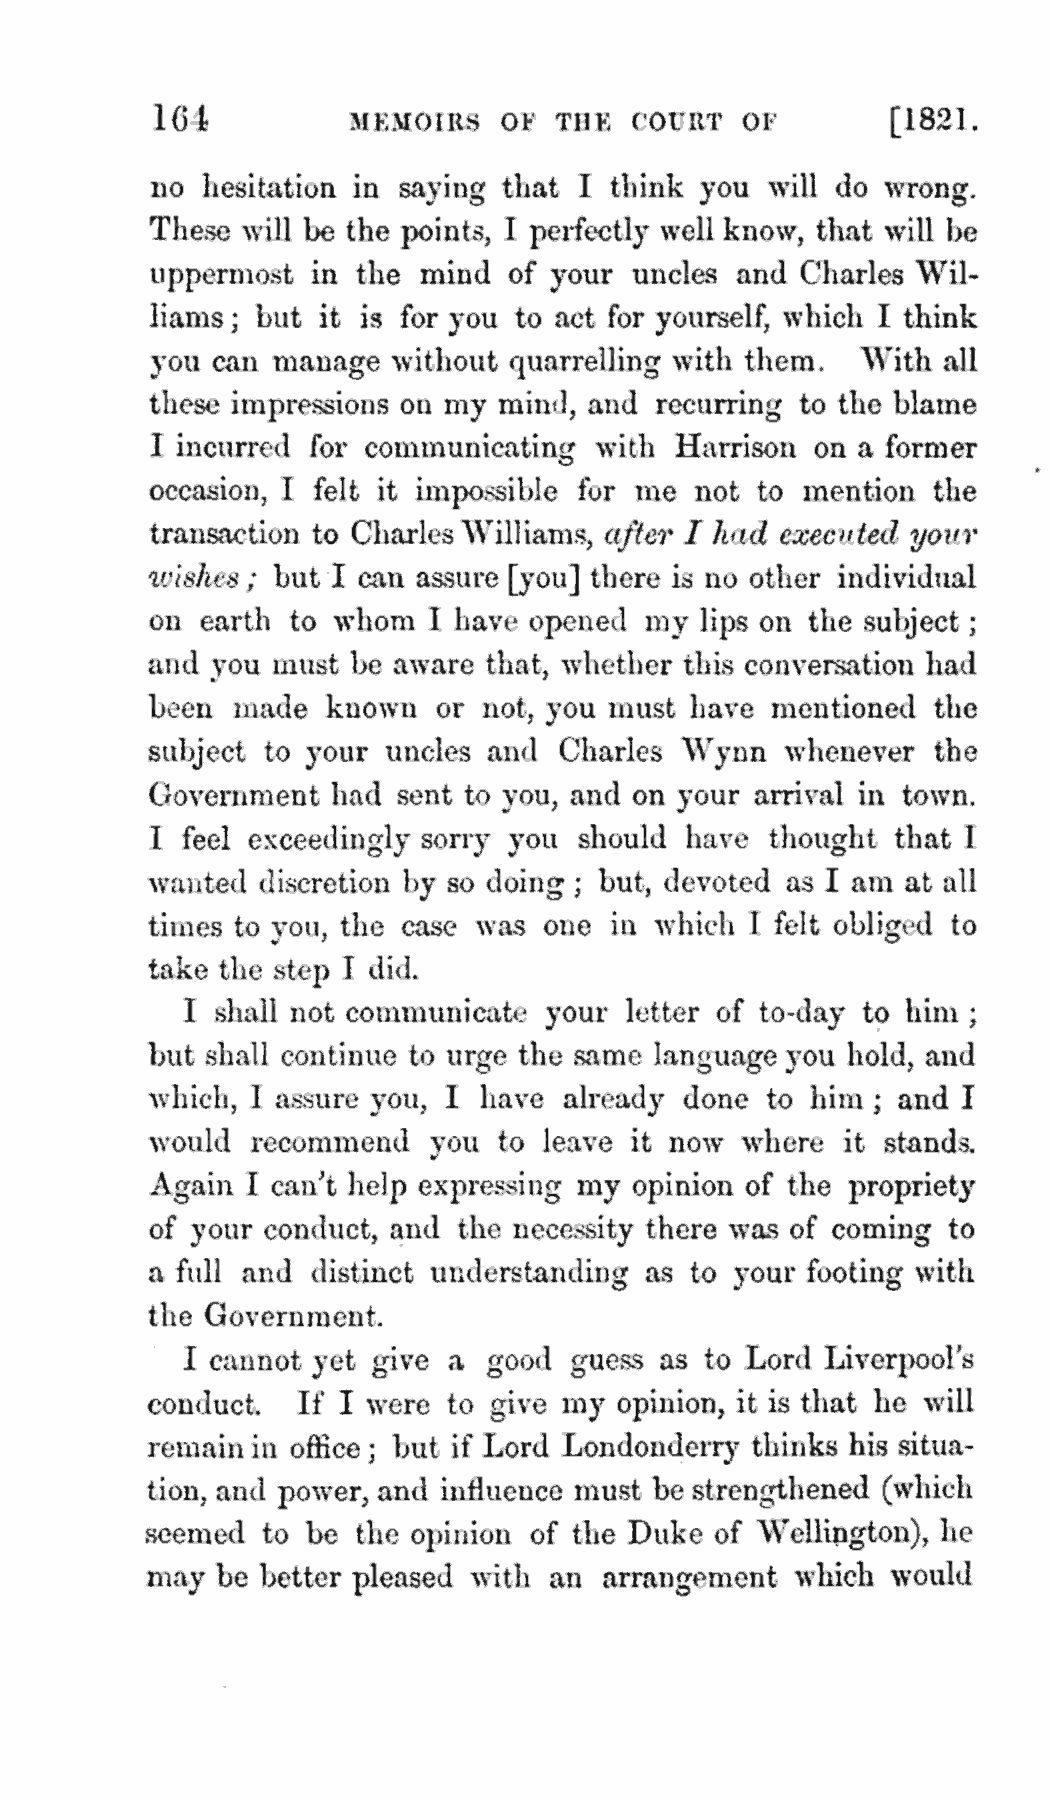 164 MEMOIRS OF THE COURT OF [1821.
no hesitation in saying that I think you will do wrong.
These will be the points, I perfectly well know, that will be
uppermost in the mind of your uncles and Charles Wil-
liams; but it is for you to act for yourself, which I think
you can manage without quarrelling with them. With all
these impressions on my mind, and recurring to the blame
I incurred for communicating with Harrison on a former
occasion, I felt it impossible for me not to mention the
transaction to Charles Williams, after I had executed your
wishes; but I can assure [you] there is no other individual
on earth to whom I have opened my lips on the subject;
and you must be aware that, whether this conversation had
been made known or not, you must have mentioned the
subject to your uncles and Charles Wynn whenever the
Government had sent to you, and on your arrival in town.
I feel exceedingly sorry you should have thought that I
wanted discretion by so doing; but, devoted as I am at all
times to you, the case was one in which I felt obliged to
take the step I did.
I shall not communicate your letter of to-day to him;
but shall continue to urge the same language you hold, and
which, I assure you, I have already done to him; and I
would recommend you to leave it now where it stands.
Again I can't help expressing my opinion of the propriety
of your conduct, and the necessity there was of coming to
a full and distinct understanding as to your footing with
the Government.
I cannot yet give a good guess as to Lord Liverpool's
conduct. If I were to give my opinion, it is that he will
remain in office; but if Lord Londonderry thinks his situa-
tion, and power, and influence must be strengthened (which
seemed to be the opinion of the Duke of Wellington), he
may be better pleased with an arrangement which would